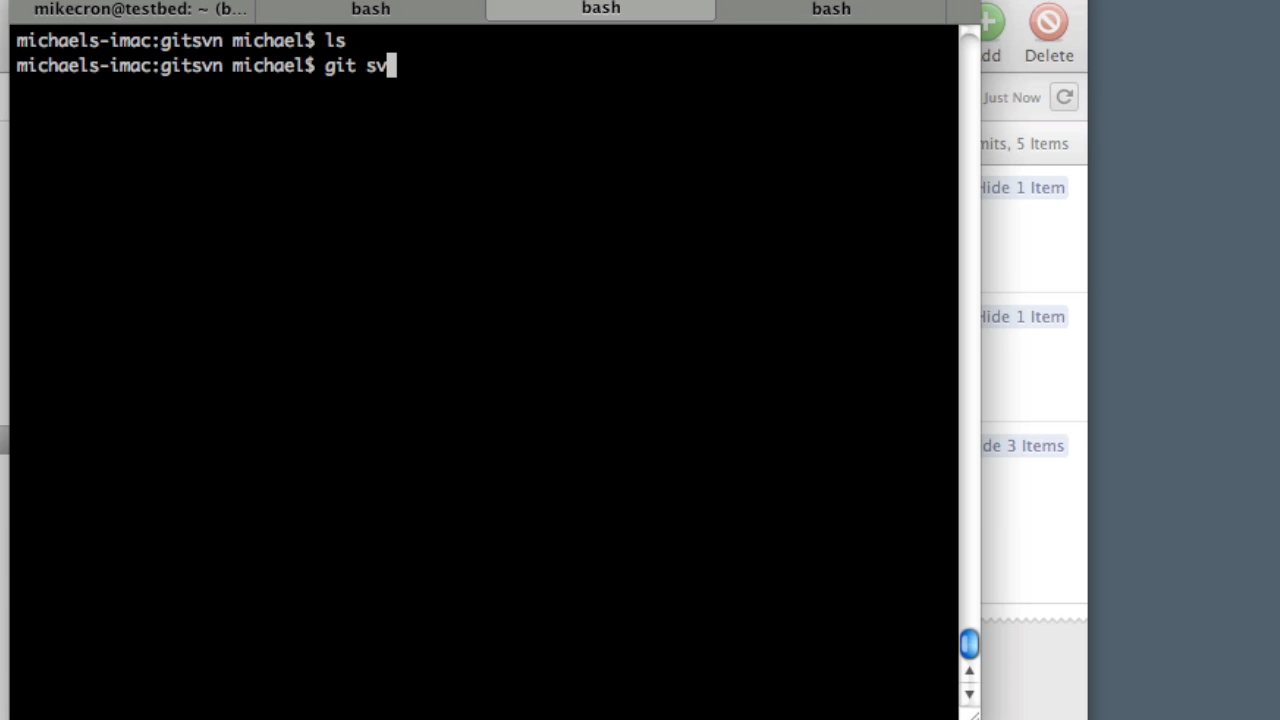 mikecron@testbed: ~ (b... bash bash bash
michaels-imac:gitsvn michael$ ls
michaels-imac:gitsvn michael$ git sv
dd Delete
Just Now
mits, 5 Items
Hide 1 Item
Hide 1 Item
de 3 Items